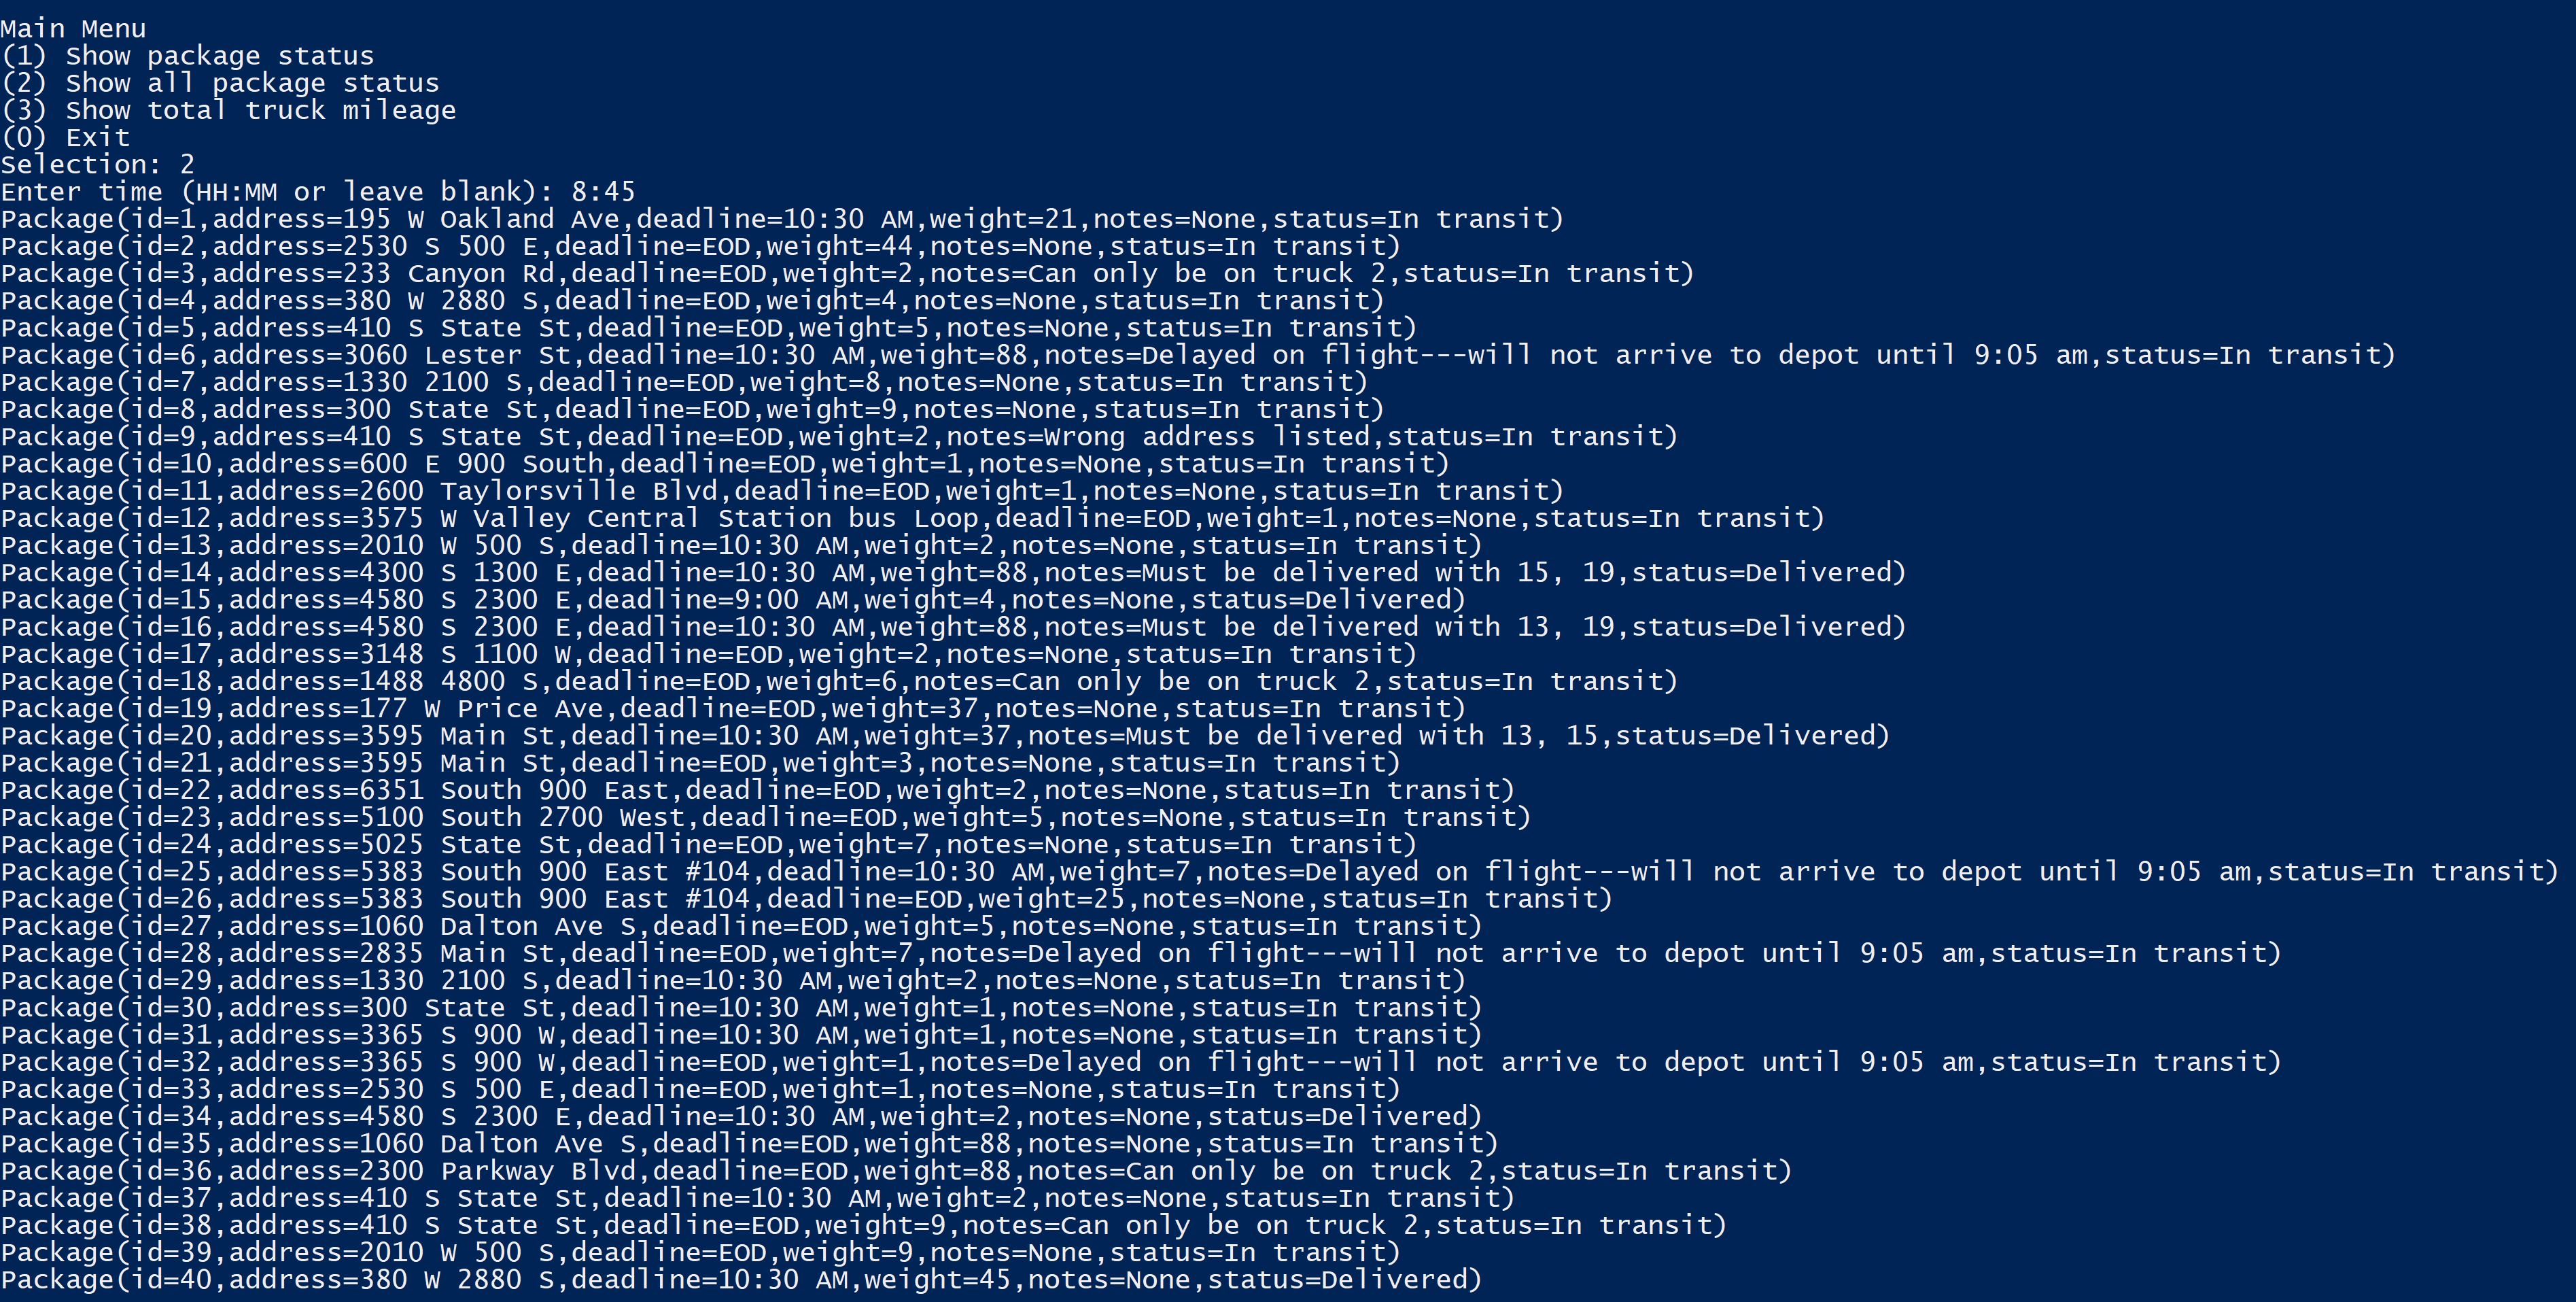 Main Menu
(1) Show package status
(2) Show all package status
(3) Show total truck mileage
(0) Exit
Selection: 2
Enter time (HH:MM or leave blank): 8:45
Package(id=1,address=195 W Oakland Ave,deadline=10:30 AM,weight=21,notes=None,status=In transit)
Package(id=2,address=2530 S 500 E,deadline=EOD,weight=44,notes=None,status=In transit)
Package(id=3,address=233 Canyon Rd,deadline=EOD,weight=2,notes=Can only be on truck 2,status=In transit)
Package(id=4,address=380 W 2880 S,deadline=EOD,weight=4,notes=None,status=In transit)
Package(id=5,address=410 S State St,deadline=EOD,weight=5,notes=None,status=In transit)
Package(id=6,address=3060 Lester St,deadline=10:30 AM,weight=88,notes=Delayed on flight---will not arrive to depot until 9:05 am,status=In transit)
Package(id=7,address=1330 2100 S,deadline=EOD,weight=8,notes=None,status=In transit)
Package(id=8,address=300 State St,deadline=EOD,weight=9,notes=None,status=In transit)
Package(id=9,address=410 S State St,deadline=EOD,weight=2,notes=Wrong address listed,status=In transit)
Package(id=10,address=600 E 900 South,deadline=EOD,weight=1,notes=None,status=In transit)
Package(id=11,address=2600 Taylorsville Blvd,deadline=EOD,weight=1,notes=None,status=In transit)
Package(id=12,address=3575 W Valley Central Station bus Loop,deadline=EOD,weight=1,notes=None,status=In transit)
Package(id=13,address=2010 W 500 S,deadline=10:30 AM,weight=2,notes=None,status=In transit)
Package(id=14,address=4300 S 1300 E,deadline=10:30 AM,weight=88,notes=Must be delivered with 15, 19,status=Delivered)
Package(id=15,address=4580 S 2300 E,deadline=9:00 AM,weight=4,notes=None,status=Delivered)
Package(id=16,address=4580 S 2300 E,deadline=10:30 AM,weight=88,notes=Must be delivered with 13, 19,status=Delivered)
Package(id=17,address=3148 S 1100 W,deadline=EOD,weight=2,notes=None,status=In transit)
Package(id=18,address=1488 4800 S,deadline=EOD,weight=6,notes=Can only be on truck 2,status=In transit)
Package(id=19,address=177 W Price Ave,deadline=EOD,weight=37,notes=None,status=In transit)
Package(id=20,address=3595 Main St,deadline=10:30 AM,weight=37,notes=Must be delivered with 13, 15,status=Delivered)
Package(id=21,address=3595 Main St,deadline=EOD,weight=3,notes=None,status=In transit)
Package(id=22,address=6351 South 900 East,deadline=EOD,weight=2,notes=None,status=In transit)
Package(id=23,address=5100 South 2700 West,deadline=EOD,weight=5,notes=None,status=In transit)
Package(id=24,address=5025 State St,deadline=EOD,weight=7,notes=None,status=In transit)
Package(id=25,address=5383 South 900 East #104,deadline=10:30 AM,weight=7,notes=Delayed on flight---will not arrive to depot until 9:05 am,status=In transit)
Package(id=26,address=5383 South 900 East #104,deadline=EOD,weight=25,notes=None,status=In transit)
Package(id=27,address=1060 Dalton Ave S,deadline=EOD,weight=5,notes=None,status=In transit)
Package(id=28,address=2835 Main St,deadline=EOD,weight=7,notes=Delayed on flight---will not arrive to depot until 9:05 am,status=In transit)
Package(id=29,address=1330 2100 S,deadline=10:30 AM,weight=2,notes=None,status=In transit)
Package(id=30,address=300 State St,deadline=10:30 AM,weight=1,notes=None,status=In transit)
Package(id=31,address=3365 S 900 W,deadline=10:30 AM,weight=1,notes=None,status=In transit)
Package(id=32,address=3365 S 900 W,deadline=EOD,weight=1,notes=Delayed on flight---will not arrive to depot until 9:05 am,status=In transit)
Package(id=33,address=2530 S 500 E,deadline=EOD,weight=1,notes=None,status=In transit)
Package(id=34,address=4580 S 2300 E,deadline=10:30 AM,weight=2,notes=None,status=Delivered)
Package(id=35,address=1060 Dalton Ave S,deadline=EOD,weight=88,notes=None,status=In transit)
Package(id=36,address=2300 Parkway Blvd,deadline=EOD,weight=88,notes=Can only be on truck 2,status=In transit)
Package(id=37,address=410 S State St,deadline=10:30 AM,weight=2,notes=None,status=In transit)
Package(id=38,address=410 S State St,deadline=EOD,weight=9,notes=Can only be on truck 2,status=In transit)
Package(id=39,address=2010 W 500 S,deadline=EOD,weight=9,notes=None,status=In transit)
Package(id=40,address=380 W 2880 S,deadline=10:30 AM,weight=45,notes=None,status=Delivered)